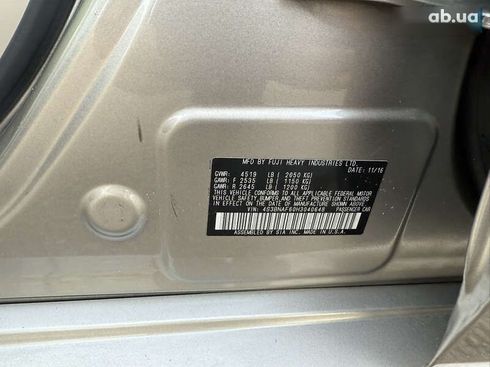 ab.ua
MFD BY FUJI HEAVY INDUSTRIES LTD.
DATE: 11/16
GVWR: 4519 LB ( 2050 KG)
GAWR: F 2535 LB ( 1150 KG)
GAWR: R 2645 LB ( 1200 KG)
THIS VEHICLE CONFORMS TO ALL APPLICABLE FEDERAL MOTOR
VEHICLE SAFETY, BUMPER, AND THEFT PREVENTION STANDARDS
IN EFFECT ON THE DATE OF MANUFACTURE SHOWN ABOVE.
VIN: 4S3BNAF60H3040648 PASSENGER CAR
ASSEMBLED BY SIA INC. MADE IN U.S.A.